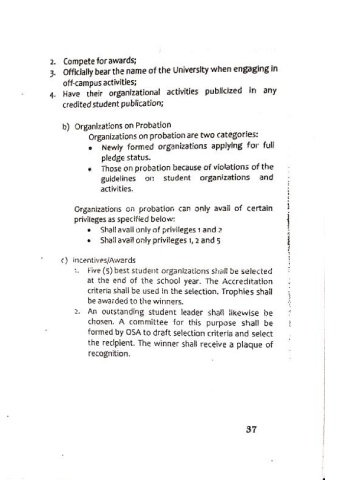 2. Compete for awards;
3. Officially bear the name of the University when engaging in
off-campus activities;
4. Have their organizational activities publicized in any
credited student publication;
b) Organizations on Probation
Organizations on probation are two categories:
• Newly formed organizations applying for full
pledge status.
• Those on probation because of violations of the
guidelines on student organizations and
activities.
Organizations on probation can only avail of certain
privileges as specified below:
• Shall avail only of privileges 1 and 2
• Shall avail only privileges 1, 2 and 5
c) Incentives/Awards
1. Five (5) best student organizations shall be selected
at the end of the school year. The Accreditation
criteria shall be used in the selection. Trophies shall
be awarded to the winners.
2. An outstanding student leader shall likewise be
chosen. A committee for this purpose shall be
formed by OSA to draft selection criteria and select
the recipient. The winner shall receive a plaque of
recognition.
37